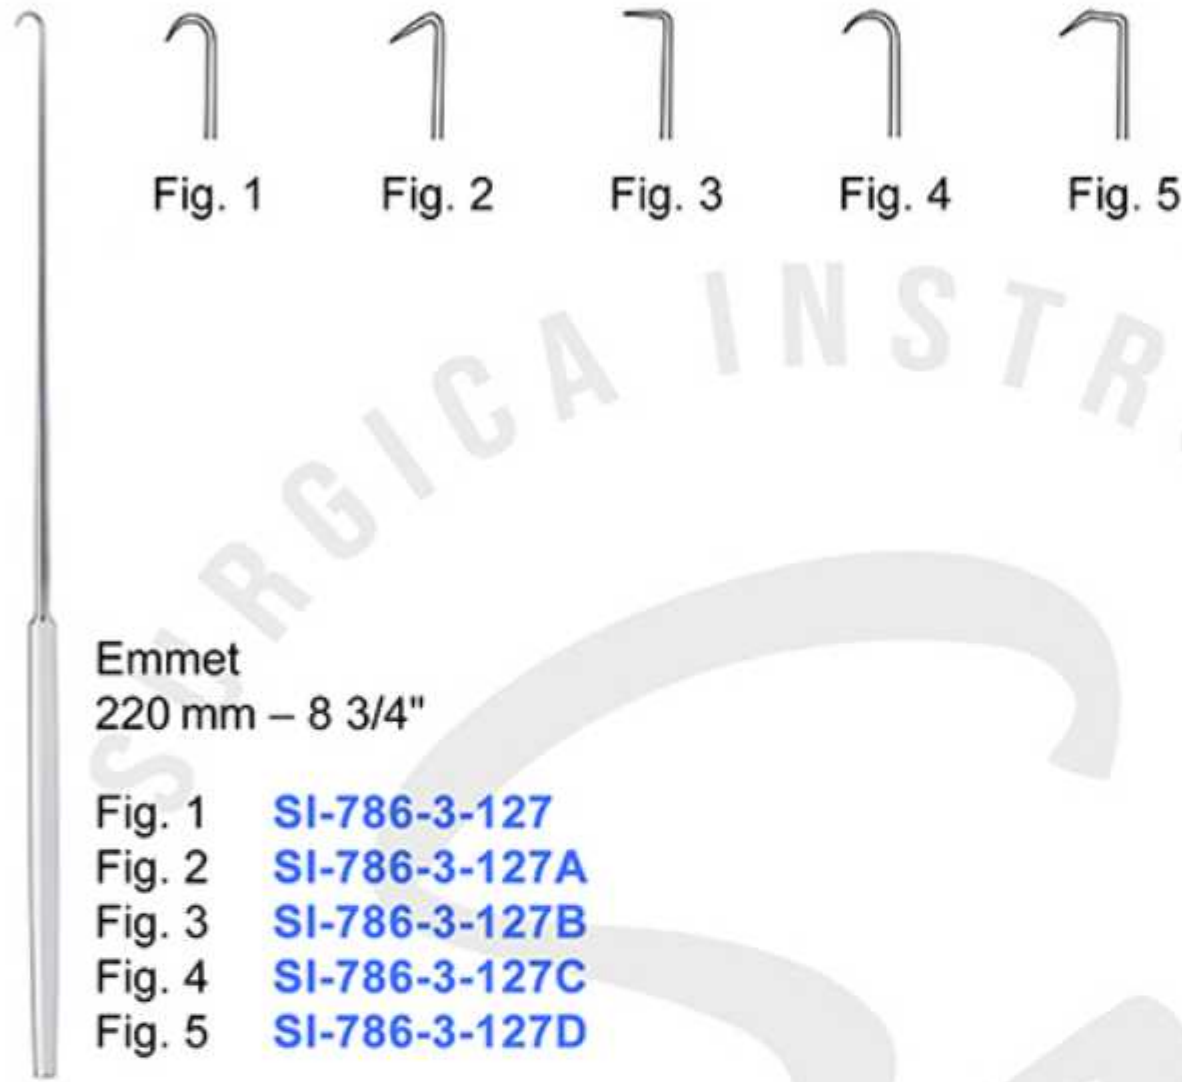 Fig. 1 Fig. 2 Fig. 3 Fig. 4 Fig. 5
SURGICA INSTR
Emmet
220 mm – 8 3/4"
Fig. 1 SI-786-3-127
Fig. 2 SI-786-3-127A
Fig. 3 SI-786-3-127B
Fig. 4 SI-786-3-127C
Fig. 5 SI-786-3-127D